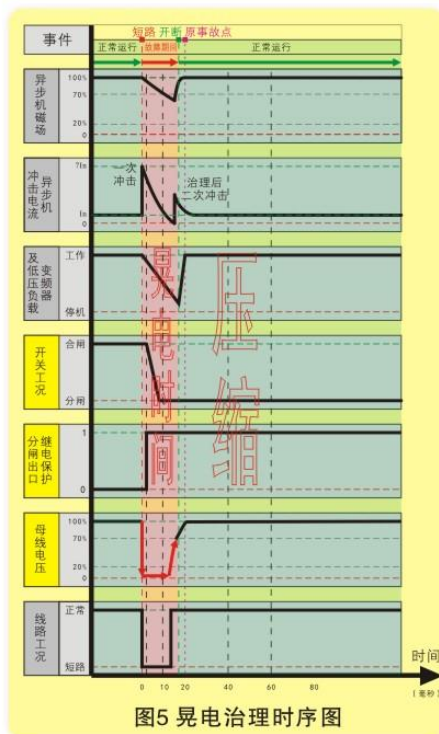 短路 开断 原事故点
事件
正常运行 故障期间 正常运行
异步机磁场
100%
70%
20%
0
异步机冲击电流
7In
In
0
一次冲击
治理后二次冲击
变频器及低压负载
工作
停机
开关工况
合闸
分闸
继电保护分闸出口
1
0
母线电压
100%
70%
20%
0
线路工况
正常
短路
晃电时间
压缩
时间
(毫秒)
0 10 20 40 60 80
图5 晃电治理时序图